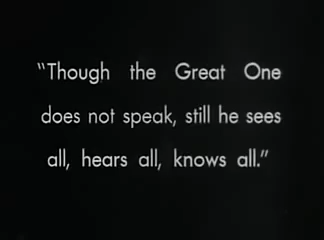 “Though the Great One
does not speak, still he sees
all, hears all, knows all.”